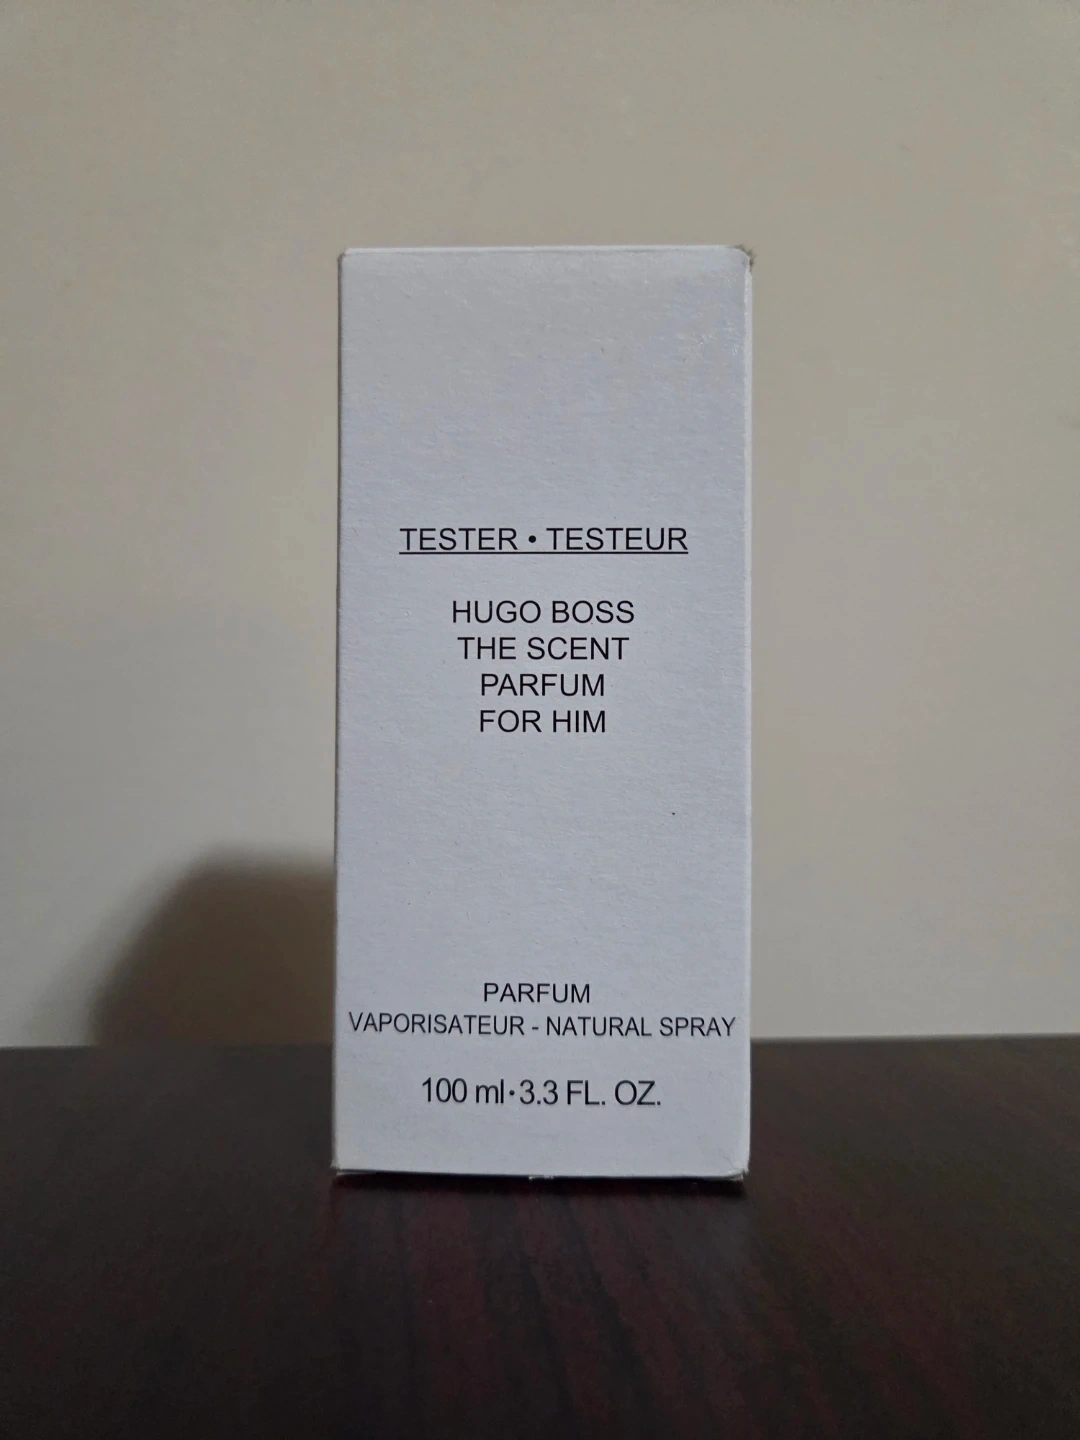 TESTER • TESTEUR
HUGO BOSS
THE SCENT
PARFUM
FOR HIM
PARFUM
VAPORISATEUR - NATURAL SPRAY
100 ml•3.3 FL. OZ.